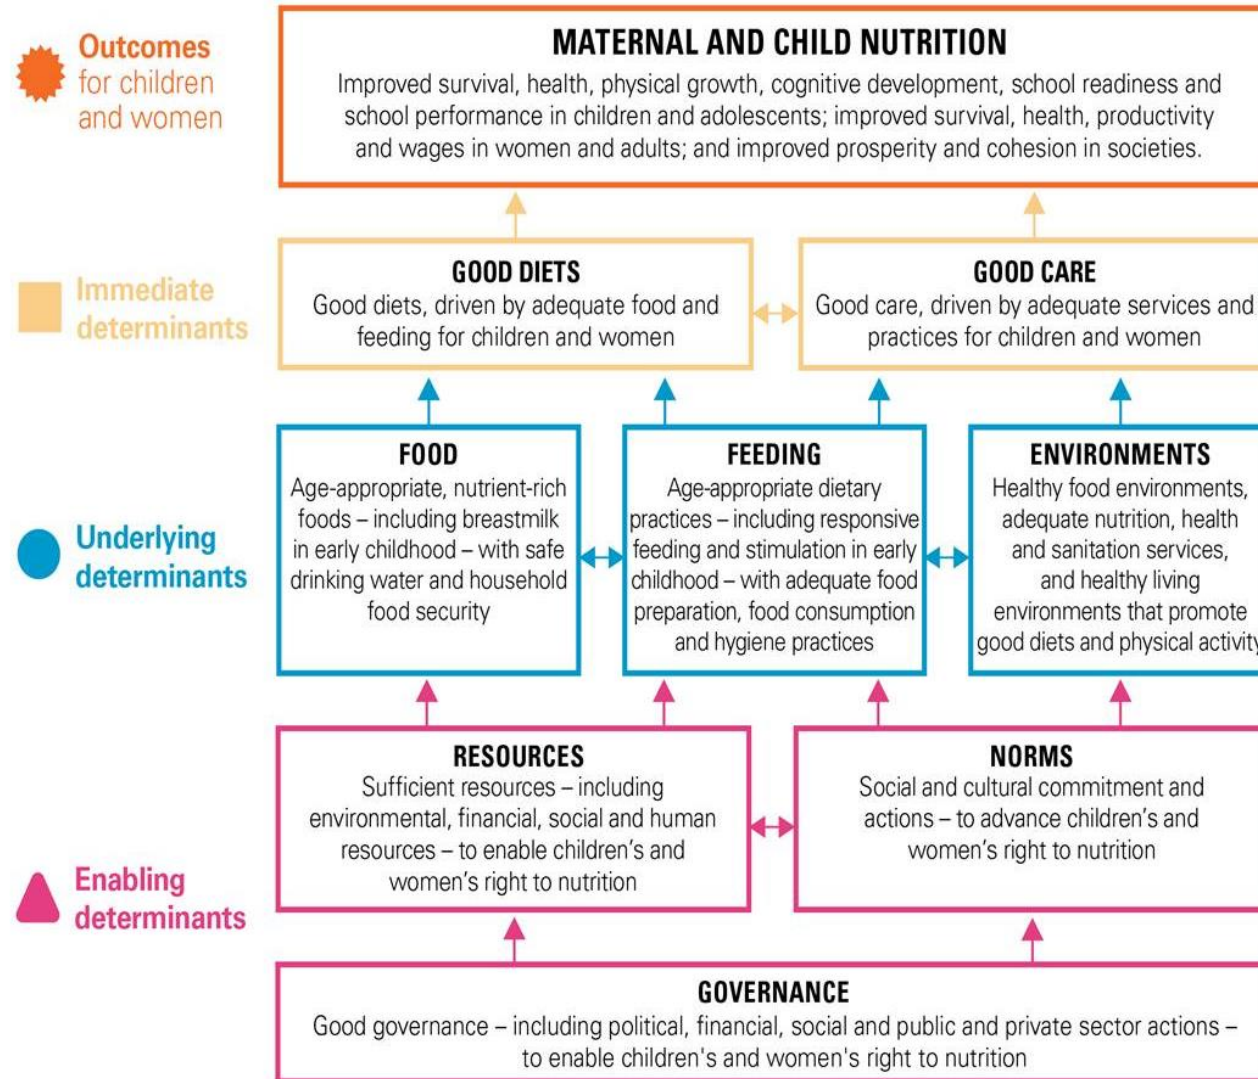 Outcomes
for children
and women
MATERNAL AND CHILD NUTRITION
Improved survival, health, physical growth, cognitive development, school readiness and
school performance in children and adolescents; improved survival, health, productivity
and wages in women and adults; and improved prosperity and cohesion in societies.
Immediate
determinants
GOOD DIETS
Good diets, driven by adequate food and
feeding for children and women
GOOD CARE
Good care, driven by adequate services and
practices for children and women
Underlying
determinants
FOOD
Age-appropriate, nutrient-rich
foods – including breastmilk
in early childhood – with safe
drinking water and household
food security
FEEDING
Age-appropriate dietary
practices – including responsive
feeding and stimulation in early
childhood – with adequate food
preparation, food consumption
and hygiene practices
ENVIRONMENTS
Healthy food environments,
adequate nutrition, health
and sanitation services,
and healthy living
environments that promote
good diets and physical activity
Enabling
determinants
RESOURCES
Sufficient resources – including
environmental, financial, social and human
resources – to enable children’s and
women’s right to nutrition
NORMS
Social and cultural commitment and
actions – to advance children’s and
women’s right to nutrition
GOVERNANCE
Good governance – including political, financial, social and public and private sector actions –
to enable children's and women's right to nutrition